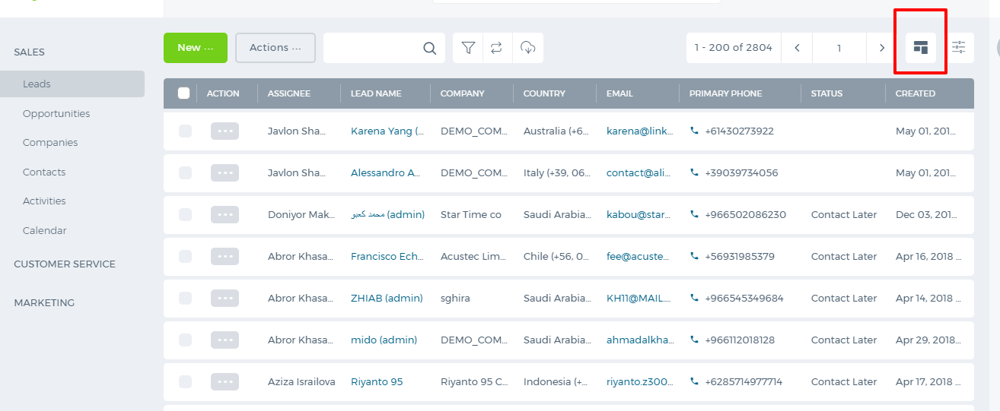 New ...
Actions ...
1 - 200 of 2804
1
SALES
Leads
Opportunities
Companies
Contacts
Activities
Calendar
CUSTOMER SERVICE
MARKETING
ACTION ASSIGNEE LEAD NAME COMPANY COUNTRY EMAIL PRIMARY PHONE STATUS CREATED
Javlon Sha... Karena Yang (... DEMO_COM... Australia (+6... karena@link... +61430273922 May 01, 201...
Javlon Sha... Alessandro A... DEMO_COM... Italy (+39, 06... contact@ali... +39039734056 May 01, 201...
Doniyor Mak... محمد كعبو (admin) Star Time co Saudi Arabia... kabou@star... +966502086230 Contact Later Dec 03, 201...
Abror Khasa... Francisco Ech... Acustec Lim... Chile (+56, 0... fee@acuste... +56931985379 Contact Later Apr 16, 2018 ...
Abror Khasa... ZHIAB (admin) sghira Saudi Arabia... KH11@MAIL.... +966545349684 Contact Later Apr 14, 2018 ...
Abror Khasa... mido (admin) DEMO_COM... Saudi Arabia... ahmadalkha... +966112018128 Contact Later Apr 29, 2018...
Aziza Israilova Riyanto 95 Riyanto 95 C... Indonesia (+... riyanto.z300... +6285714977714 Contact Later Apr 17, 2018 ...